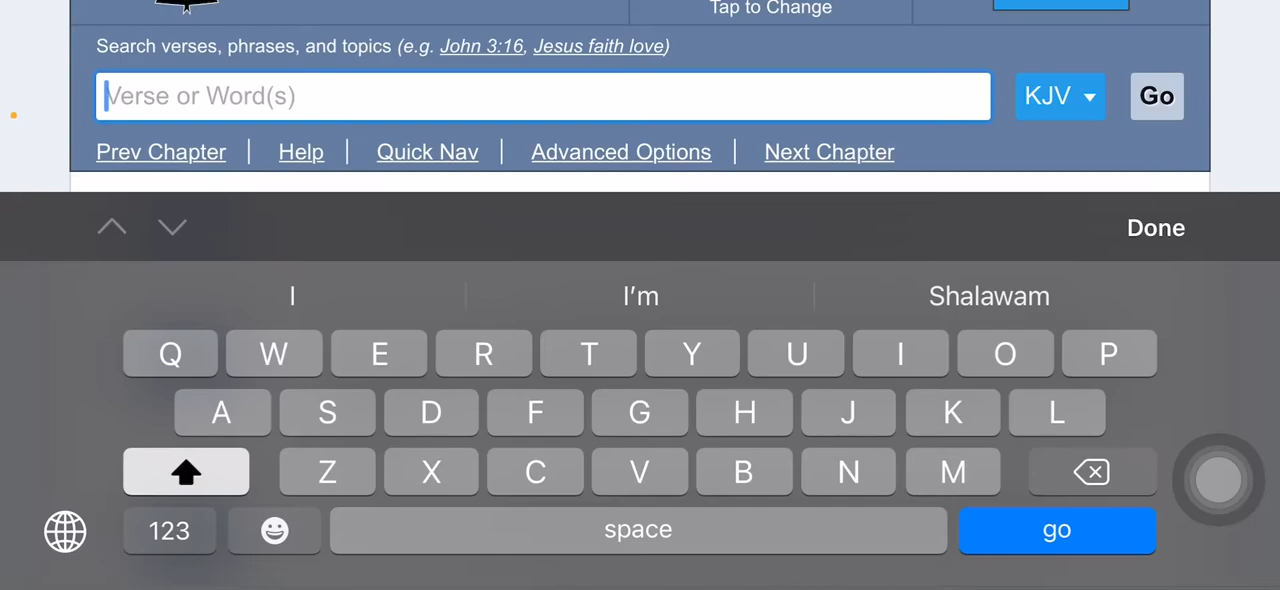 Tap to Change
Search verses, phrases, and topics (e.g. John 3:16, Jesus faith love)
Verse or Word(s)
KJV
Go
Prev Chapter | Help | Quick Nav | Advanced Options | Next Chapter
Done
I
I'm
Shalawam
Q W E R T Y U I O P
A S D F G H J K L
Z X C V B N M
123
space
go